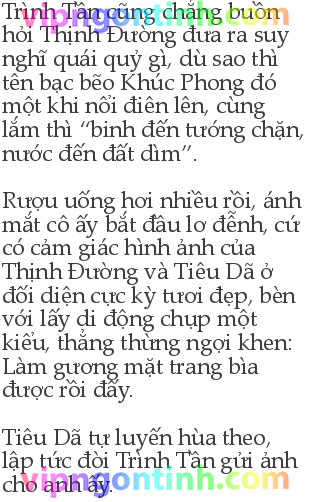 Trình Tần cũng chẳng buồn
hỏi Thịnh Đường đưa ra suy
nghĩ quái quỷ gì, dù sao thì
tên bạc bẽo Khúc Phong đó
một khi nổi điên lên, cùng
lắm thì “binh đến tướng chặn,
nước đến đất dìm”.
Rượu uống hơi nhiều rồi, ánh
mắt cô ấy bắt đầu lơ đễnh, cứ
có cảm giác hình ảnh của
Thịnh Đường và Tiêu Dã ở
đối diện cực kỳ tươi đẹp, bèn
với lấy di động chụp một
kiểu, thẳng thừng ngợi khen:
Làm gương mặt trang bìa
được rồi đấy.
Tiêu Dã tự luyến hùa theo,
lập tức đòi Trình Tần gửi ảnh
cho anh ấy.
vipngontinh.com
vipngontinh.com